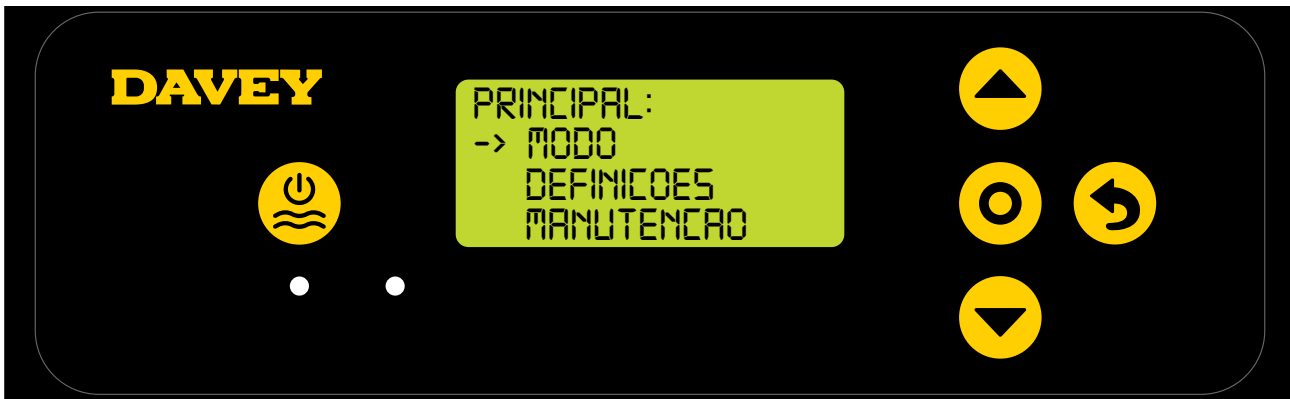 DAVEY
PRINCIPAL:
-> MODO
DEFINICOES
MANUTENCAO